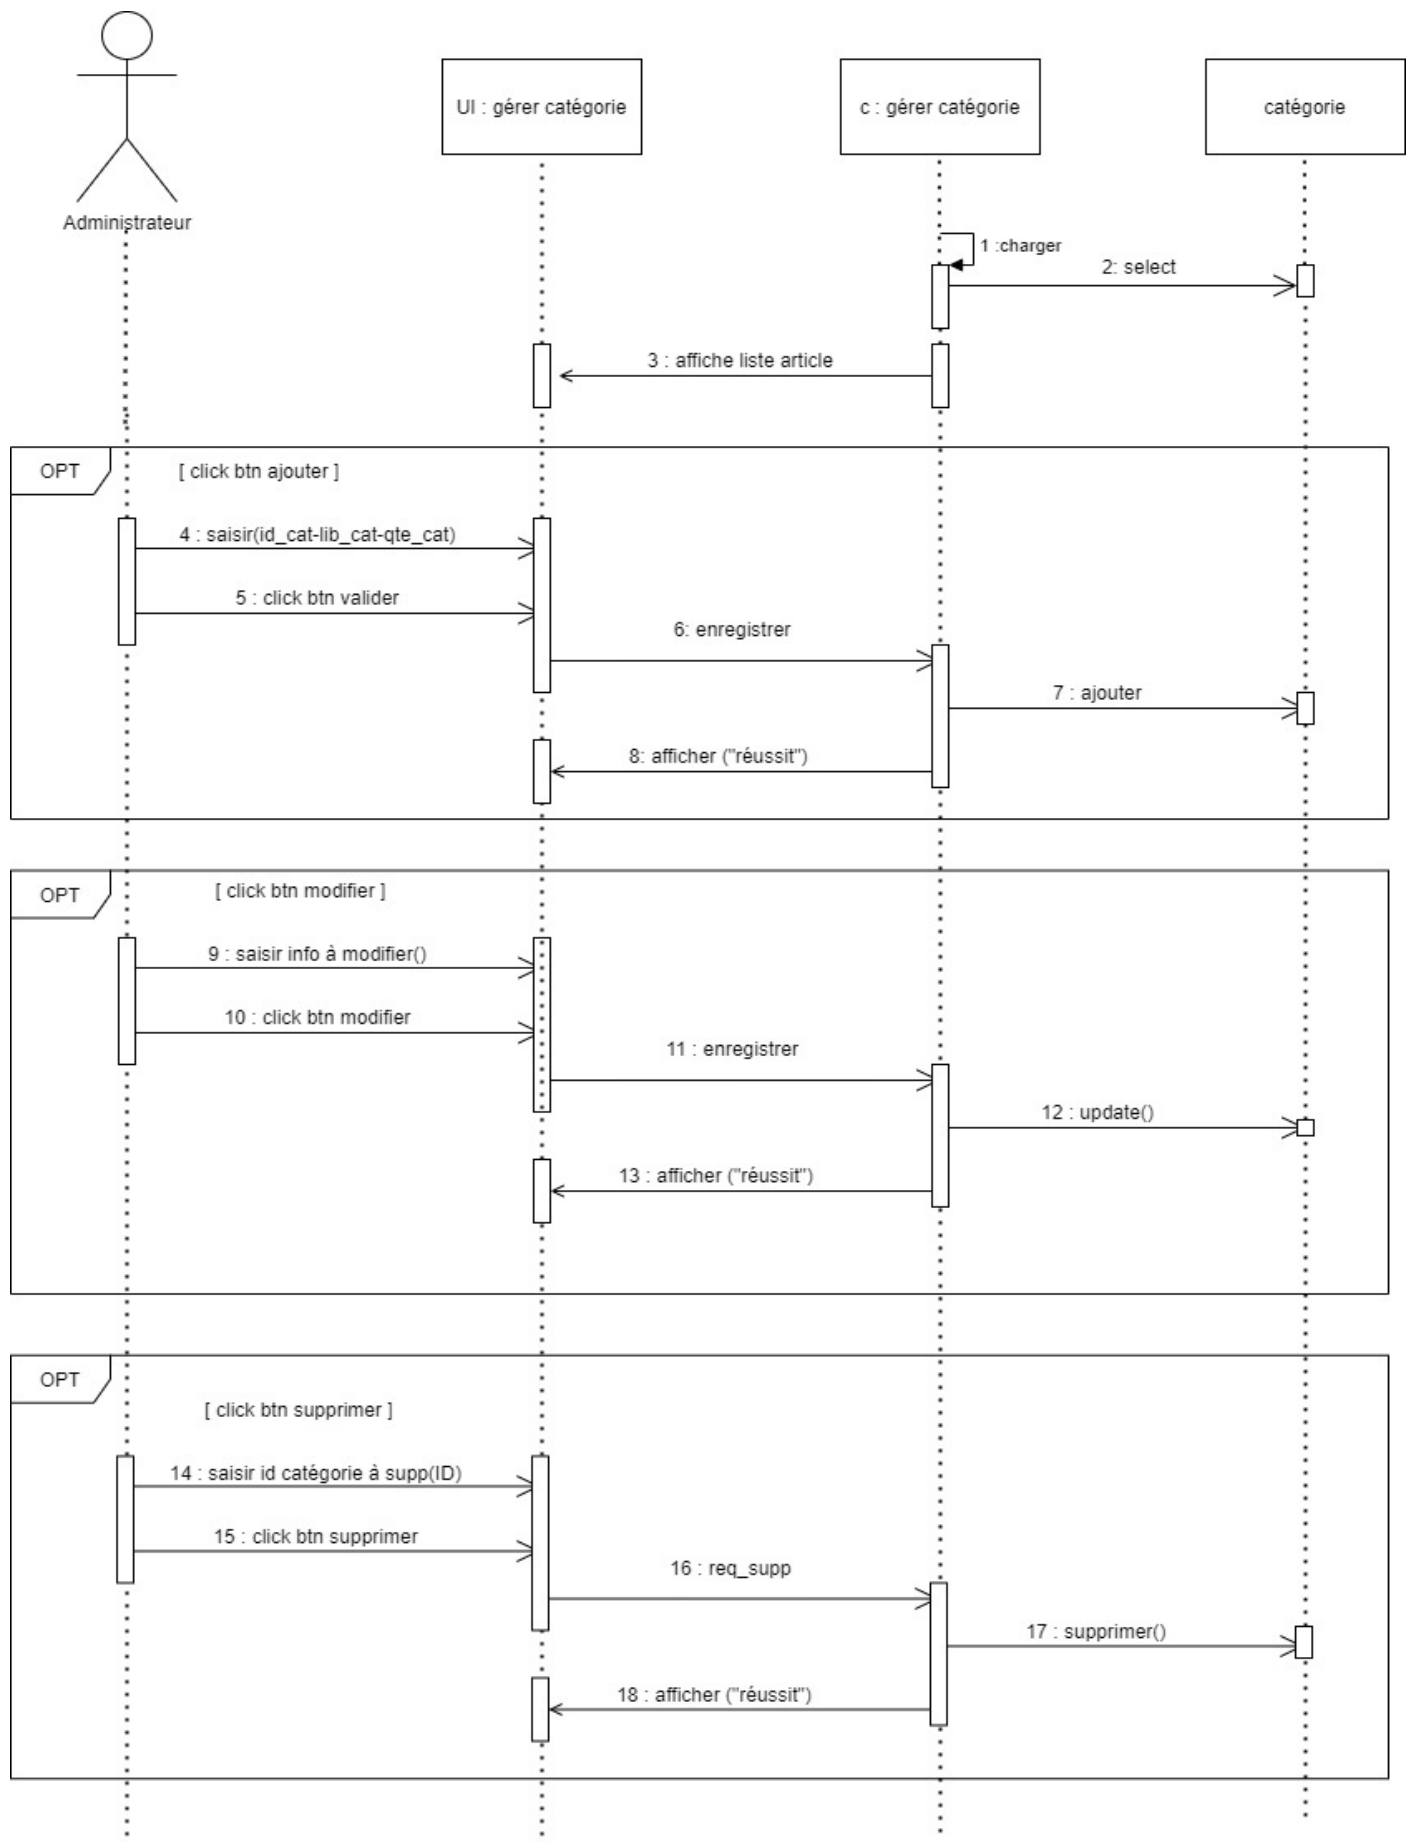 UI : gérer catégorie
c : gérer catégorie
catégorie
Administrateur
1 :charger
2: select
3 : affiche liste article
OPT
[ click btn ajouter ]
4 : saisir(id_cat-lib_cat-qte_cat)
5 : click btn valider
6: enregistrer
7 : ajouter
8: afficher ("réussit")
OPT
[ click btn modifier ]
9 : saisir info à modifier()
10 : click btn modifier
11 : enregistrer
12 : update()
13 : afficher ("réussit")
OPT
[ click btn supprimer ]
14 : saisir id catégorie à supp(ID)
15 : click btn supprimer
16 : req_supp
17 : supprimer()
18 : afficher ("réussit")